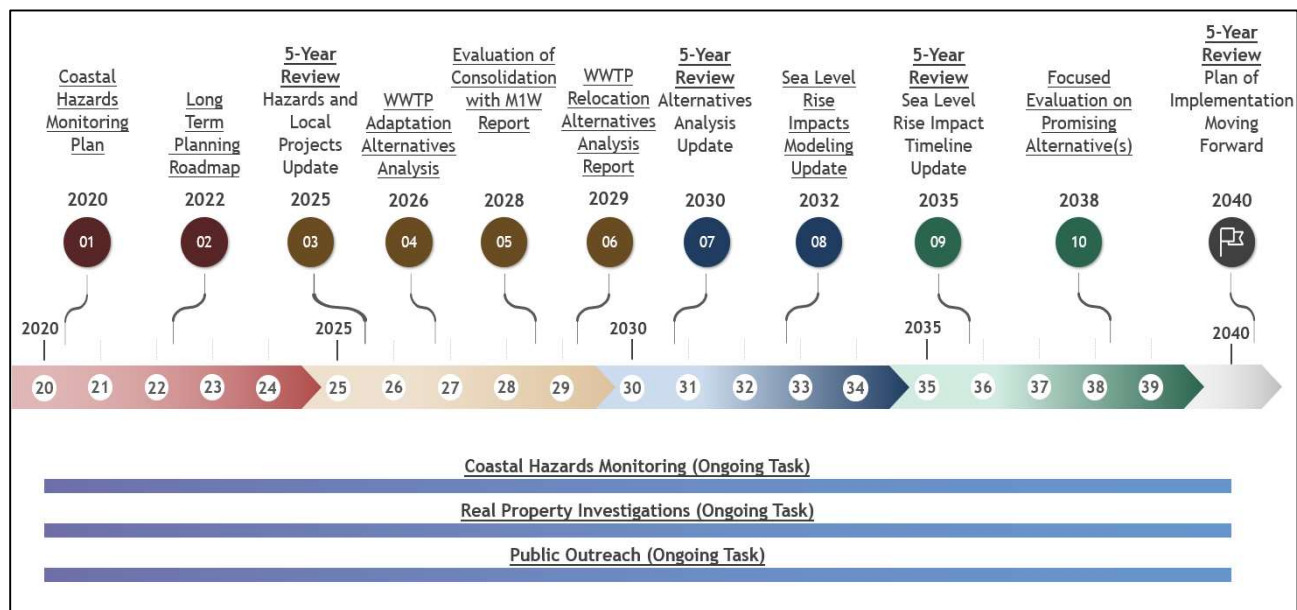 Coastal
Hazards
Monitoring
Plan
2020
01
Long
Term
Planning
Roadmap
2022
02
5-Year
Review
Hazards and
Local
Projects
Update
2025
03
WWTP
Adaptation
Alternatives
Analysis
2026
04
Evaluation of
Consolidation
with M1W
Report
2028
05
WWTP
Relocation
Alternatives
Analysis
Report
2029
06
5-Year
Review
Alternatives
Analysis
Update
2030
07
Sea Level
Rise
Impacts
Modeling
Update
2032
08
5-Year
Review
Sea Level
Rise Impact
Timeline
Update
2035
09
Focused
Evaluation on
Promising
Alternative(s)
2038
10
5-Year
Review
Plan of
Implementation
Moving
Forward
2040
2020 2025 2030 2035 2040
20 21 22 23 24 25 26 27 28 29 30 31 32 33 34 35 36 37 38 39
Coastal Hazards Monitoring (Ongoing Task)
Real Property Investigations (Ongoing Task)
Public Outreach (Ongoing Task)